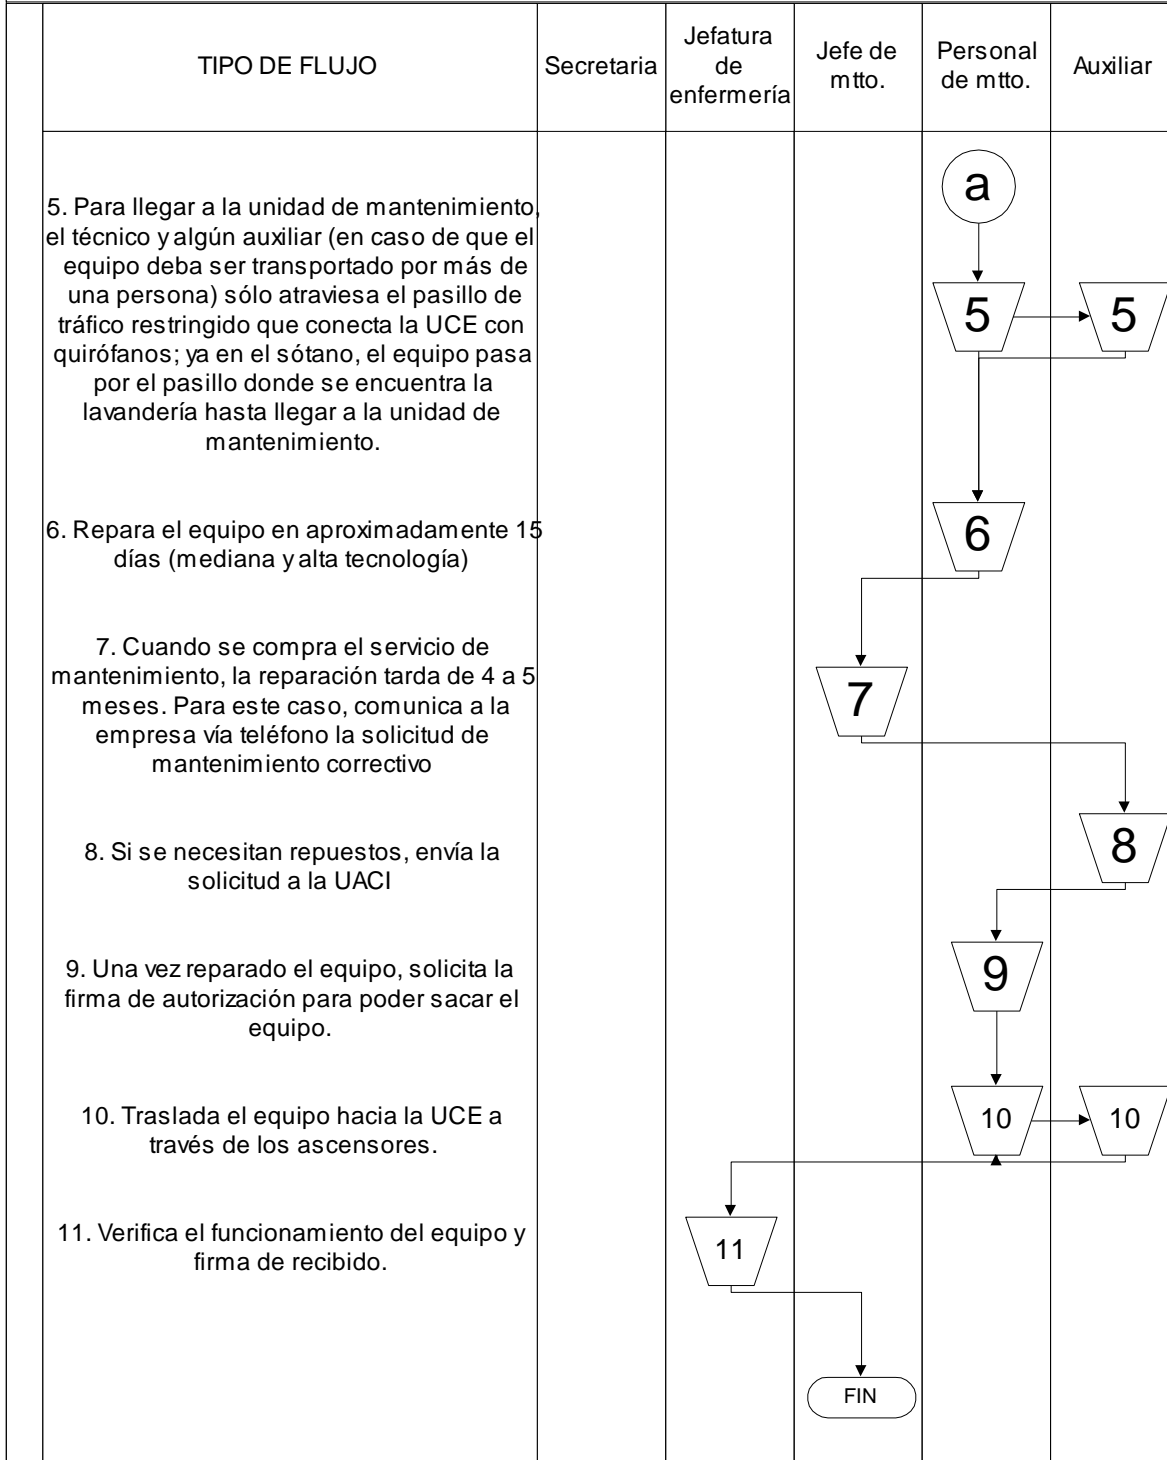 TIPO DE FLUJO
Secretaria
Jefatura
de
enfermería
Jefe de
mtto.
Personal
de mtto.
Auxiliar
a
5. Para llegar a la unidad de mantenimiento,
el técnico y algún auxiliar (en caso de que el
equipo deba ser transportado por más de
una persona) sólo atraviesa el pasillo de
tráfico restringido que conecta la UCE con
quirófanos; ya en el sótano, el equipo pasa
por el pasillo donde se encuentra la
lavandería hasta llegar a la unidad de
mantenimiento.
5
5
6. Repara el equipo en aproximadamente 15
días (mediana y alta tecnología)
6
7. Cuando se compra el servicio de
mantenimiento, la reparación tarda de 4 a 5
meses. Para este caso, comunica a la
empresa vía teléfono la solicitud de
mantenimiento correctivo
7
8. Si se necesitan repuestos, envía la
solicitud a la UACI
8
9. Una vez reparado el equipo, solicita la
firma de autorización para poder sacar el
equipo.
9
10. Traslada el equipo hacia la UCE a
través de los ascensores.
10
10
11. Verifica el funcionamiento del equipo y
firma de recibido.
11
FIN